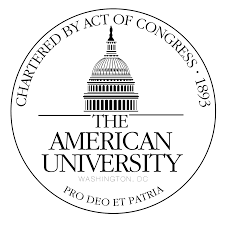 CHARTERED BY ACT OF CONGRESS · 1893
THE
AMERICAN
UNIVERSITY
WASHINGTON, DC
PRO DEO ET PATRIA